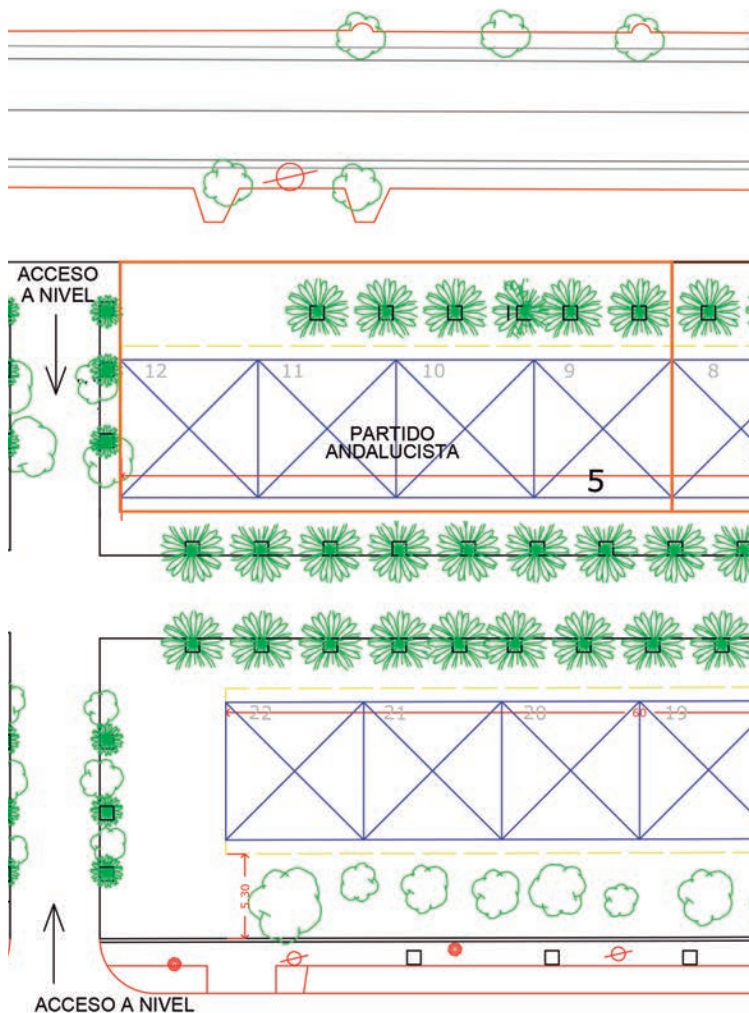 ACCESO
A NIVEL
12 11 10 9 8
PARTIDO
ANDALUCISTA
5
22 21 20 19
5.30
ACCESO A NIVEL